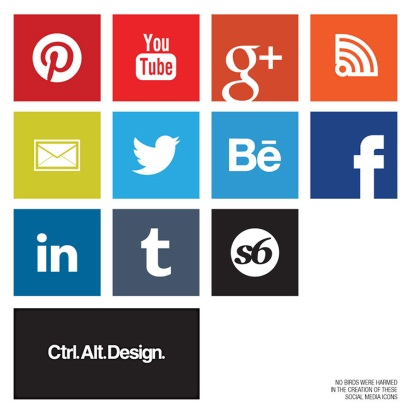 You
Tube
g+
Bē
f
in
t
s6
Ctrl.Alt.Design.
NO BIRDS WERE HARMED
IN THE CREATION OF THESE
SOCIAL MEDIA ICONS